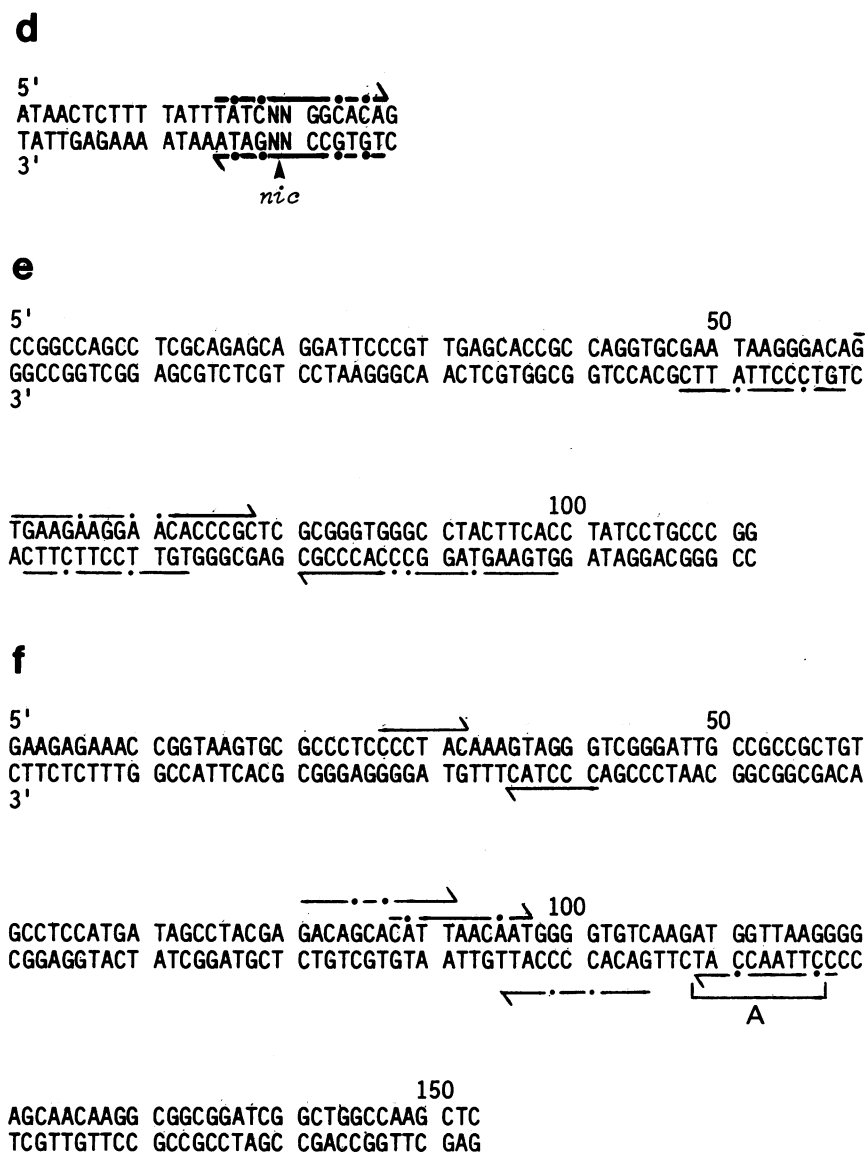 d
5'
ATAACTCTTT TATTTATCNN GGCACAG
TATTGAGAAA ATAAATAGNN CCGTGTC
3'
nic
e
5' 50
CCGGCCAGCC TCGCAGAGCA GGATTCCCGT TGAGCACCGC CAGGTGCGAA TAAGGGACAG
GGCCGGTCGG AGCGTCTCGT CCTAAGGGCA ACTCGTGGCG GTCCACGCTT ATTCCCTGTC
3'
100
TGAAGAAGGA ACACCCGCTC GCGGGTGGGC CTACTTCACC TATCCTGCCC GG
ACTTCTTCCT TGTGGGCGAG CGCCCACCCG GATGAAGTGG ATAGGACGGG CC
f
5' 50
GAAGAGAAAC CGGTAAGTGC GCCCTCCCCT ACAAAGTAGG GTCGGGATTG CCGCCGCTGT
CTTCTCTTTG GCCATTCACG CGGGAGGGGA TGTTTCATCC CAGCCCTAAC GGCGGCGACA
3'
100
GCCTCCATGA TAGCCTACGA GACAGCACAT TAACAATGGG GTGTCAAGAT GGTTAAGGGG
CGGAGGTACT ATCGGATGCT CTGTCGTGTA ATTGTTACCC CACAGTTCTA CCAATTCCCC
A
150
AGCAACAAGG CGGCGGATCG GCTGGCCAAG CTC
TCGTTGTTCC GCCGCCTAGC CGACCGGTTC GAG